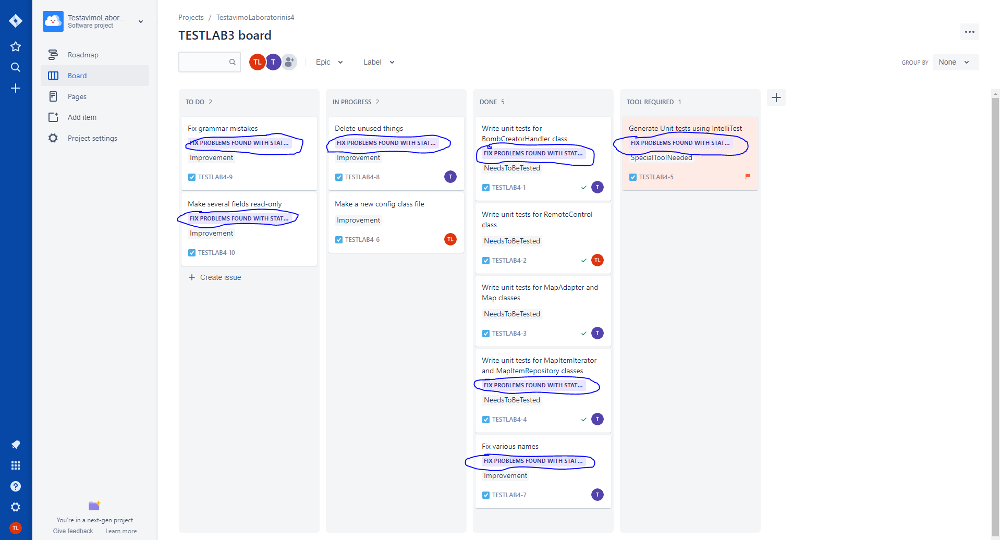 TestavimoLabor...
Software project
Roadmap
Board
Pages
Add item
Project settings
You're in a next-gen project
Give feedback
Learn more
TL
Projects / TestavimoLaboratorinis4
TESTLAB3 board
TL
T
Epic
Label
GROUP BY
None
TO DO 2
Fix grammar mistakes
FIX PROBLEMS FOUND WITH STAT...
Improvement
TESTLAB4-9
Make several fields read-only
FIX PROBLEMS FOUND WITH STAT...
Improvement
TESTLAB4-10
Create issue
IN PROGRESS 2
Delete unused things
FIX PROBLEMS FOUND WITH STAT...
Improvement
TESTLAB4-8
T
Make a new config class file
Improvement
TESTLAB4-6
TL
DONE 5
Write unit tests for
BombCreatorHandler class
FIX PROBLEMS FOUND WITH STAT...
NeedsToBeTested
TESTLAB4-1
T
Write unit tests for RemoteControl
class
NeedsToBeTested
TESTLAB4-2
TL
Write unit tests for MapAdapter and
Map classes
NeedsToBeTested
TESTLAB4-3
T
Write unit tests for MapItemIterator
and MapItemRepository classes
FIX PROBLEMS FOUND WITH STAT...
NeedsToBeTested
TESTLAB4-4
T
Fix various names
FIX PROBLEMS FOUND WITH STAT...
Improvement
TESTLAB4-7
T
TOOL REQUIRED 1
Generate Unit tests using IntelliTest
FIX PROBLEMS FOUND WITH STAT...
SpecialToolNeeded
TESTLAB4-5